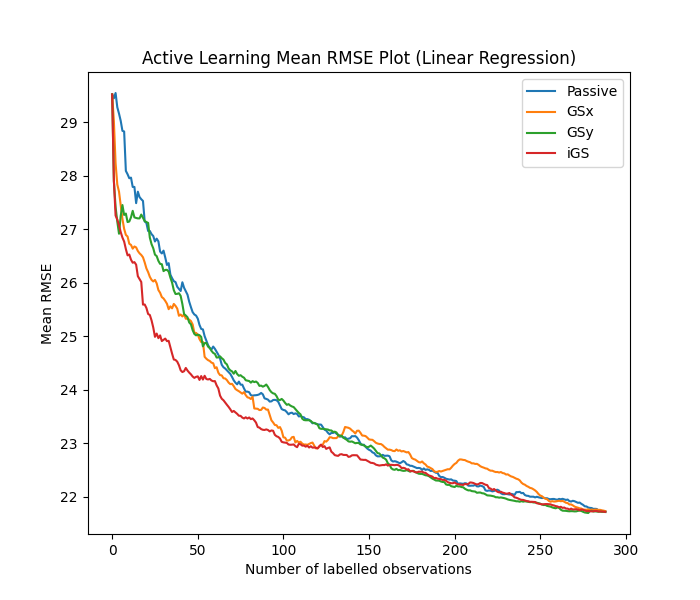 Active Learning Mean RMSE Plot (Linear Regression)
Passive
GSx
GSy
iGS
Mean RMSE
29
28
27
26
25
24
23
22
0
50
100
150
200
250
300
Number of labelled observations